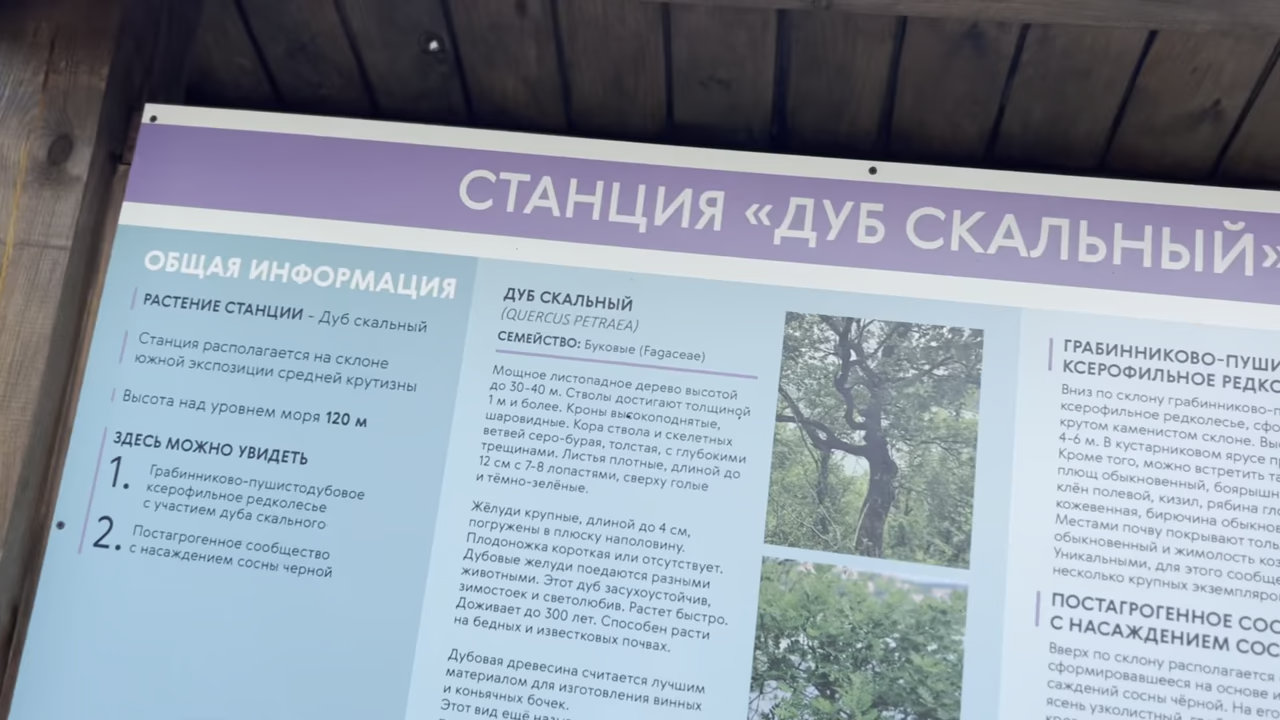 СТАНЦИЯ «ДУБ СКАЛЬНЫЙ»
ОБЩАЯ ИНФОРМАЦИЯ
РАСТЕНИЕ СТАНЦИИ - Дуб скальный
Станция располагается на склоне
южной экспозиции средней крутизны
Высота над уровнем моря 120 м
ЗДЕСЬ МОЖНО УВИДЕТЬ
1. Грабинниково-пушистодубовое
ксерофильное редколесье
с участием дуба скального
2. Постагрогенное сообщество
с насаждением сосны черной
ДУБ СКАЛЬНЫЙ
(QUERCUS PETRAEA)
СЕМЕЙСТВО: Буковые (Fagaceae)
Мощное листопадное дерево высотой
до 30-40 м. Стволы достигают толщиной
1 м и более. Кроны высокоподнятые,
шаровидные. Кора ствола и скелетных
ветвей серо-бурая, толстая, с глубокими
трещинами. Листья плотные, длиной до
12 см с 7-8 лопастями, сверху голые
и тёмно-зелёные.
Жёлуди крупные, длиной до 4 см,
погружены в плюску наполовину.
Плодоножка короткая или отсутствует.
Дубовые желуди поедаются разными
животными. Этот дуб засухоустойчив,
зимостоек и светолюбив. Растет быстро.
Доживает до 300 лет. Способен расти
на бедных и известковых почвах.
Дубовая древесина считается лучшим
материалом для изготовления винных
и коньячных бочек.
Этот вид ещё
ГРАБИННИКОВО-ПУШИ
КСЕРОФИЛЬНОЕ РЕДКО
Вниз по склону грабинниково-п
ксерофильное редколесье, сфо
крутом каменистом склоне. Вы
4-6 м. В кустарниковом ярусе п
Кроме того, можно встретить та
плющ обыкновенный, боярышн
клён полевой, кизил, рябина гл
кожевенная, бирючина обыкно
Местами почву покрывают толь
обыкновенный и жимолость коз
Уникальными, для этого сообще
несколько крупных экземпляро
ПОСТАГРОГЕННОЕ СОО
С НАСАЖДЕНИЕМ СОС
Вверх по склону располагается
сформировавшееся на основе и
саждений сосны чёрной. На его
ясень узколистный,